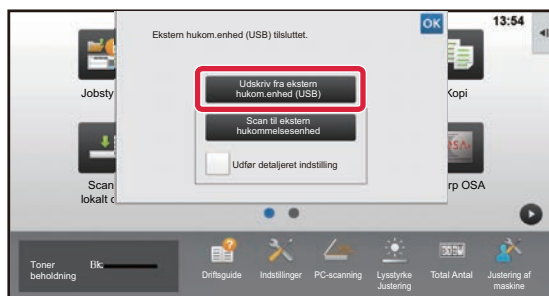 Ekstern hukom.enhed (USB) tilsluttet.
OK
13:54
Udskriv fra ekstern
hukom.enhed (USB)
Scan til ekstern
hukommelsesenhed
Udfør detaljeret indstilling
Jobsty
Kopi
Scan
lokalt d
rp OSA
Toner
beholdning
Bk:
Driftsguide
Indstillinger
PC-scanning
Lysstyrke
Justering
Total Antal
Justering af
maskine